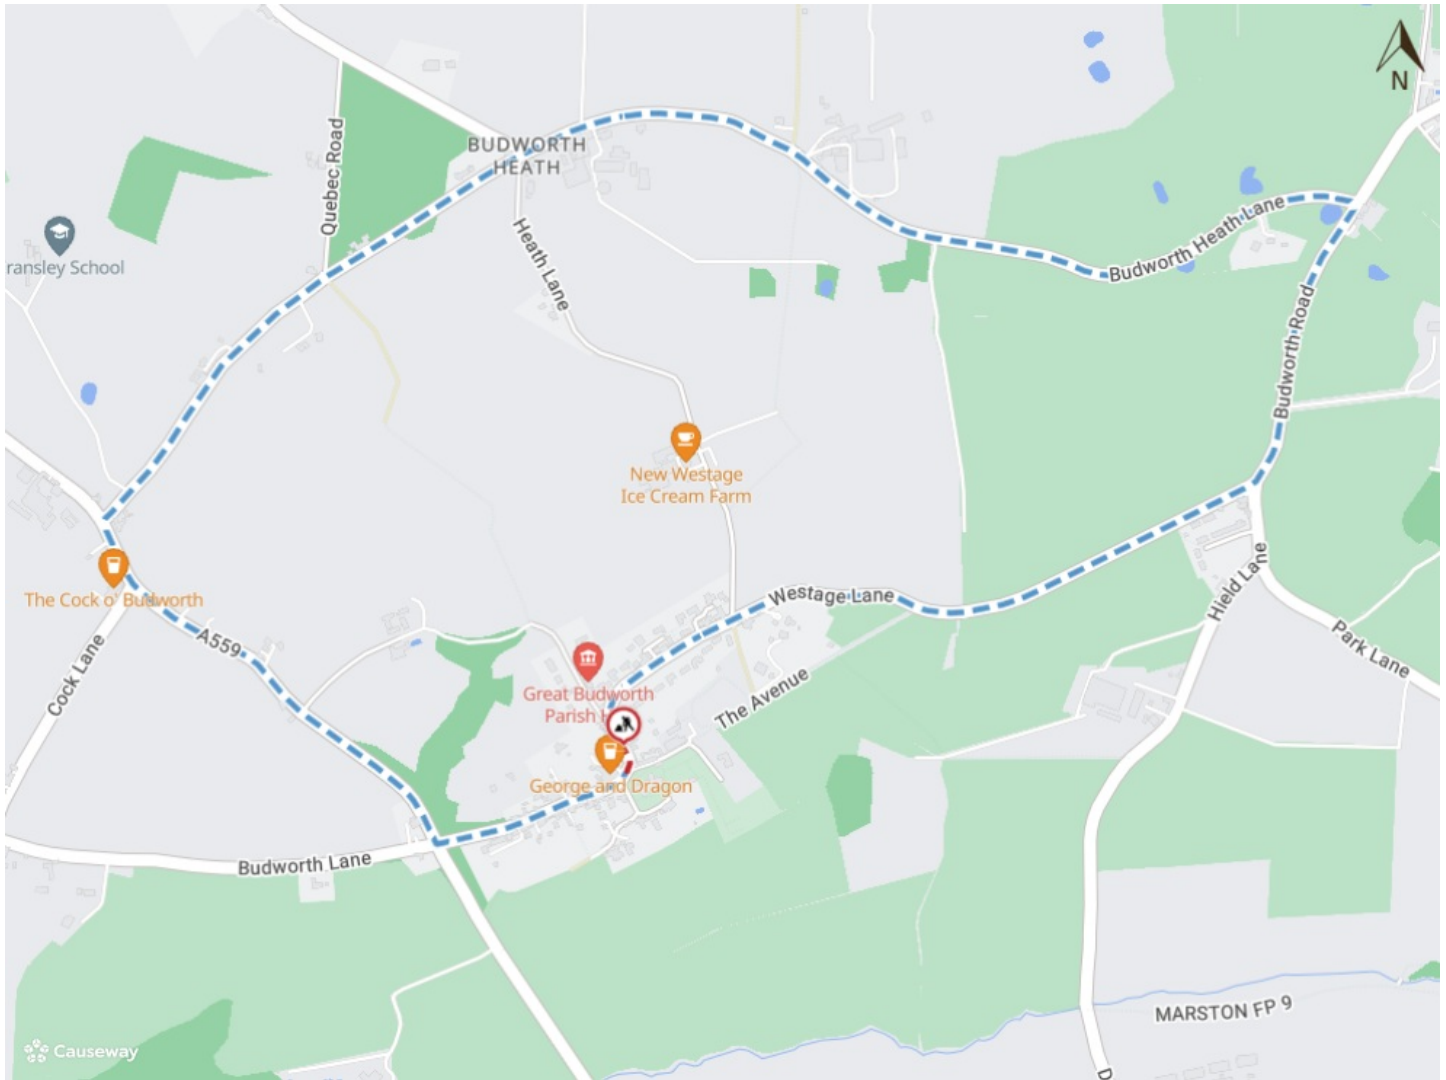 N
BUDWORTH
HEATH
Quebec Road
Heath Lane
ransley School
Budworth Heath Lane
Budworth Road
New Westage
Ice Cream Farm
The Cock o' Budworth
A559
Cock Lane
Westage Lane
Hield Lane
Park Lane
Great Budworth
Parish
The Avenue
George and Dragon
Budworth Lane
MARSTON FP 9
Causeway
D